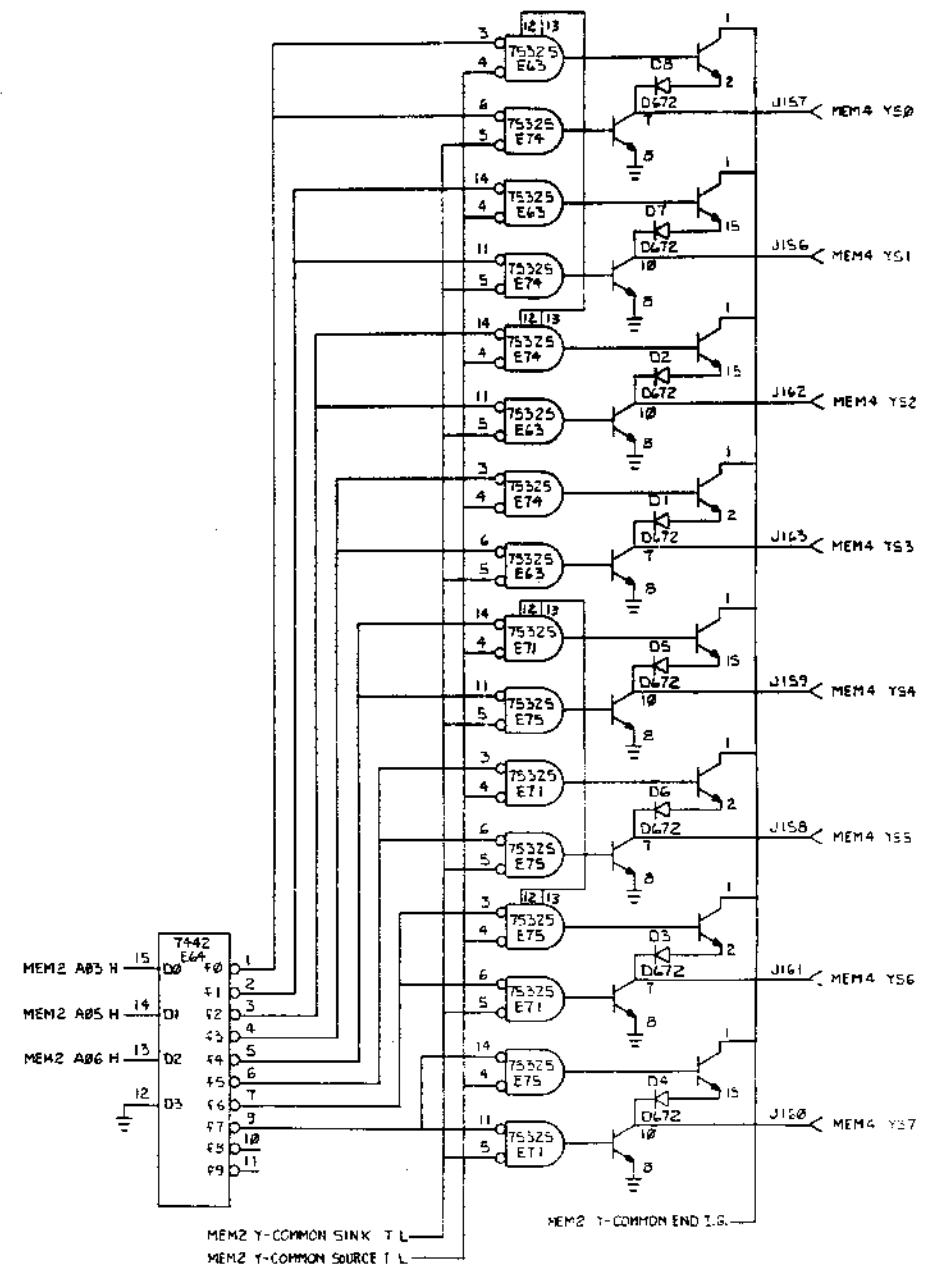 1
12 13
3 75325
E63
4 D8 2
D672 J157 MEM4 YS0
6 75325 7
E74
5 8
1
14 75325
E63
4 D7 15
D672 J156 MEM4 YS1
11 75325 10
E74
5 8
1
12 13
14 75325
E74
4 D2 15
D672 J162 MEM4 YS2
11 75325 10
E63
5 8
1
3 75325
E74
4 D1 2
D672 J163 MEM4 YS3
6 75325 7
E63
5 8
1
12 13
14 75325
E71
4 D5 15
D672 J159 MEM4 YS4
11 75325 10
E75
5 8
1
3 75325
E71
4 D6 2
D672 J158 MEM4 YS5
6 75325 7
E75
5 8
1
12 13
3 75325
E75
4 D3 2
D672 J161 MEM4 YS6
6 75325 7
E71
5 8
1
14 75325
E75
4 D4 15
D672 J160 MEM4 YS7
11 75325 10
E71
5 8
7442
E64
MEM2 A03 H 15 D0 f0 1
f1 2
MEM2 A05 H 14 D1 f2 3
f3 4
MEM2 A06 H 13 D2 f4 5
f5 6
12 D3 f6 7
f7 9
f8 10
f9 11
MEM2 Y-COMMON END I.G.
MEM2 Y-COMMON SINK T L
MEM2 Y-COMMON SOURCE T L